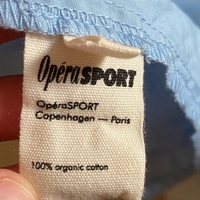 OpéraSPORT
OpéraSPORT
Copenhagen — Paris
100% organic cotton